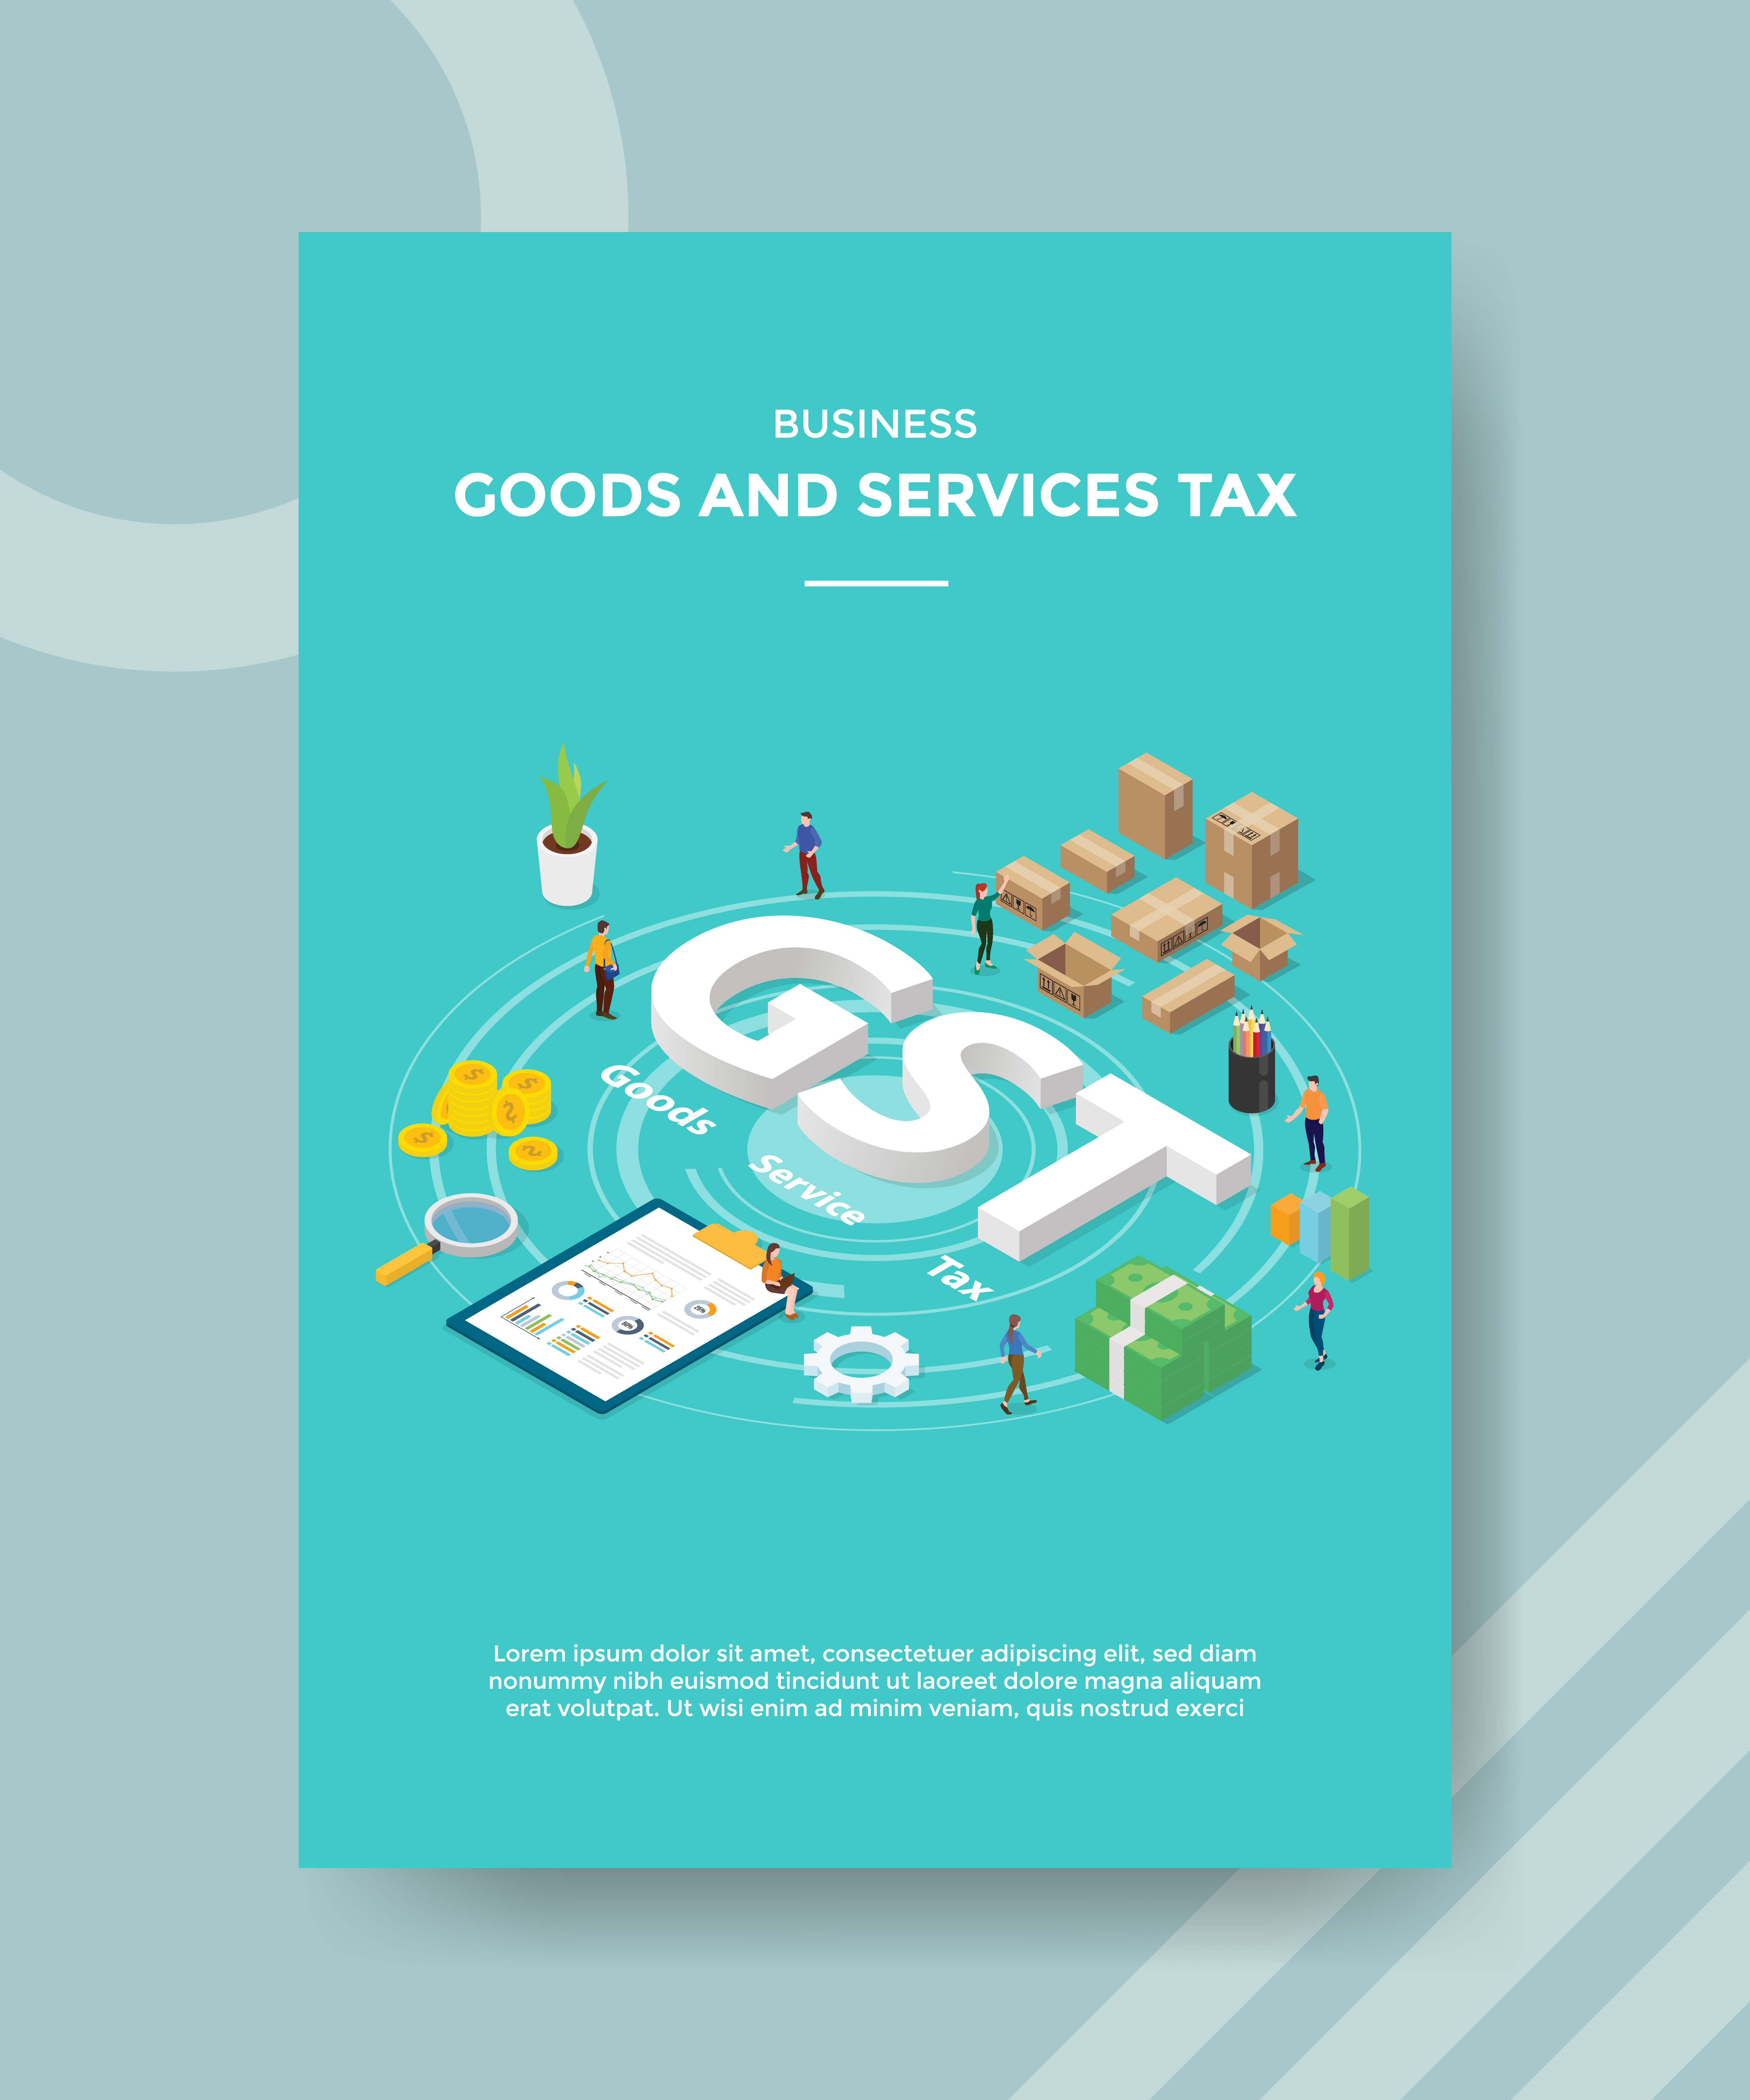 BUSINESS
GOODS AND SERVICES TAX
GST
Goods
Service
Tax
Lorem ipsum dolor sit amet, consectetuer adipiscing elit, sed diam
nonummy nibh euismod tincidunt ut laoreet dolore magna aliquam
erat volutpat. Ut wisi enim ad minim veniam, quis nostrud exerci